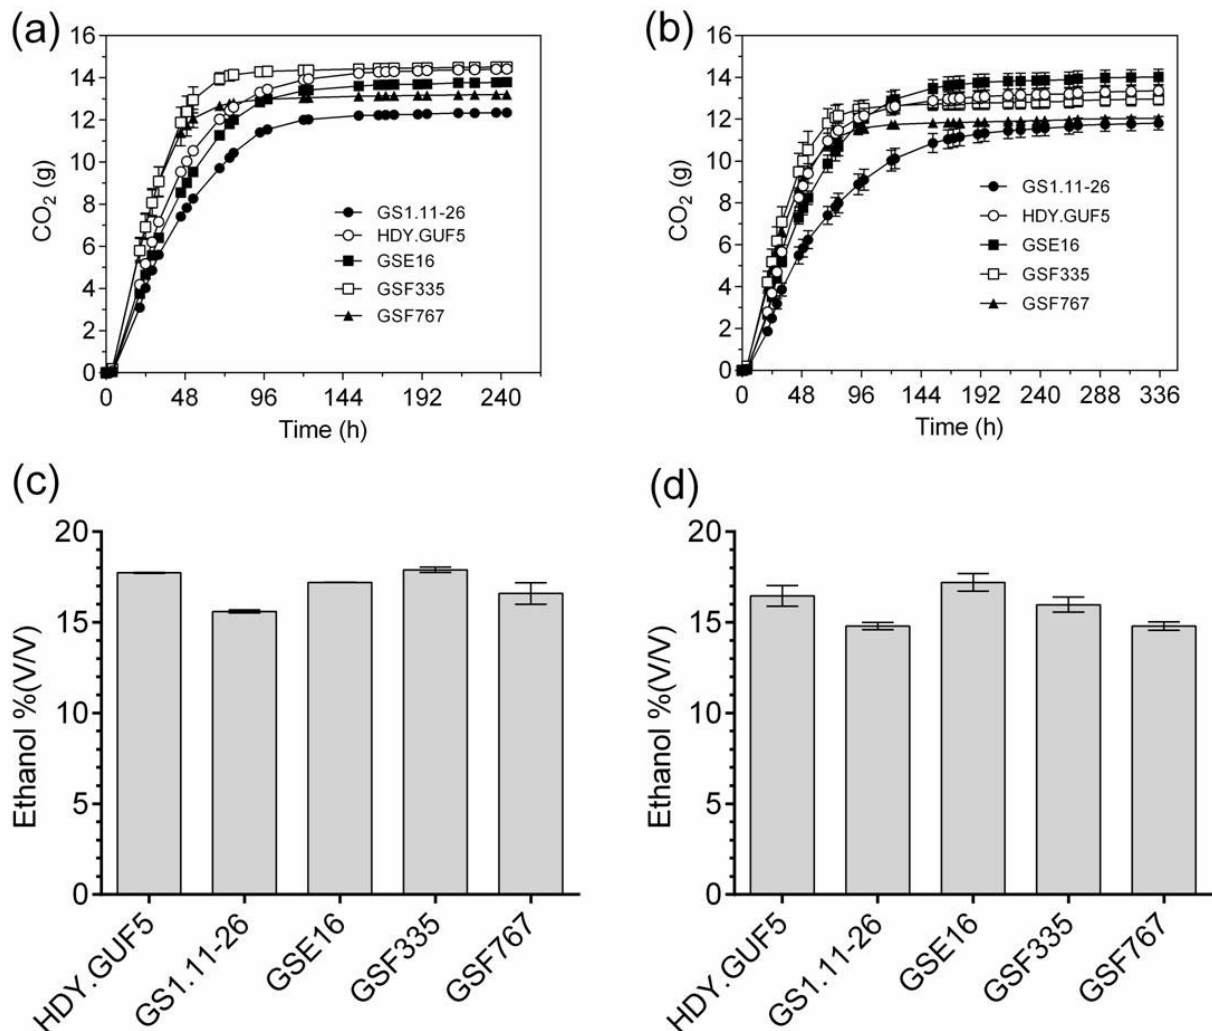 (a)
16
14
12
10
8
6
4
2
0
CO₂ (g)
GS1.11-26
HDY.GUF5
GSE16
GSF335
GSF767
0 48 96 144 192 240
Time (h)
(b)
16
14
12
10
8
6
4
2
0
CO₂ (g)
GS1.11-26
HDY.GUF5
GSE16
GSF335
GSF767
0 48 96 144 192 240 288 336
Time (h)
(c)
20
15
10
5
0
Ethanol %(V/V)
HDY.GUF5
GS1.11-26
GSE16
GSF335
GSF767
(d)
20
15
10
5
0
Ethanol %(V/V)
HDY.GUF5
GS1.11-26
GSE16
GSF335
GSF767